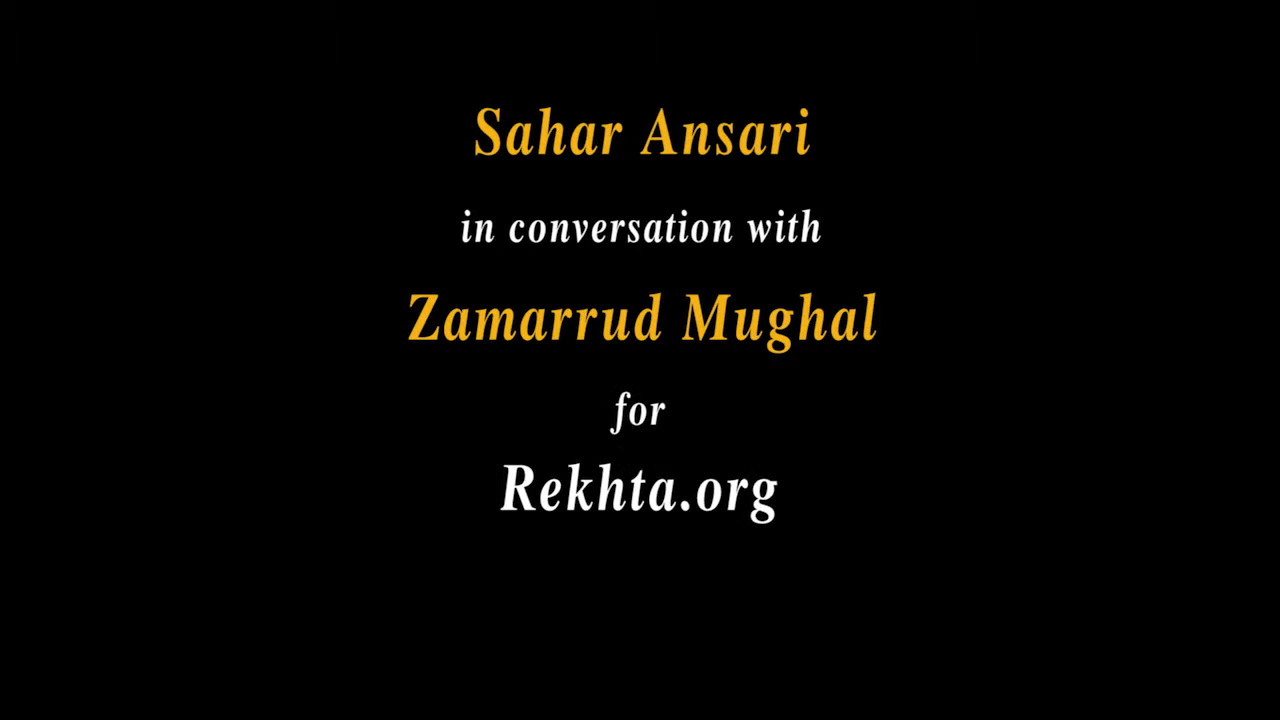 Sahar Ansari
in conversation with
Zamarrud Mughal
for
Rekhta.org